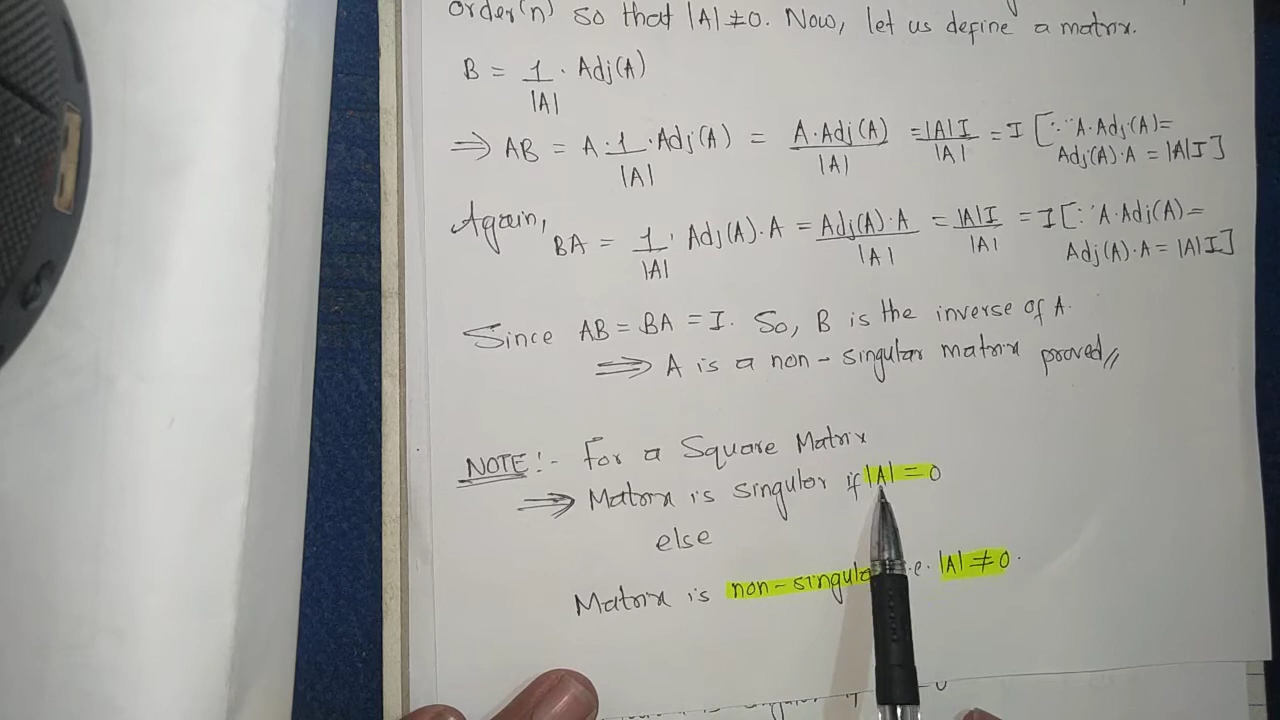 order(n) so that |A| ≠ 0. Now, let us define a matrix.
B = 1/|A| · Adj(A)
⇒ AB = A · 1/|A| · Adj(A) = A·Adj(A)/|A| = |A|I/|A| = I [∵ A·Adj(A)=
Adj(A)·A = |A|I]
Again,
BA = 1/|A| · Adj(A)·A = Adj(A)·A/|A| = |A|I/|A| = I [∵ A·Adj(A)=
Adj(A)·A = |A|I]
Since AB = BA = I. So, B is the inverse of A.
⇒ A is a non-singular matrix proved//
NOTE:- For a Square Matrix
⇒ Matrix is singular if |A| = 0
else
Matrix is non-singular .e. |A| ≠ 0.